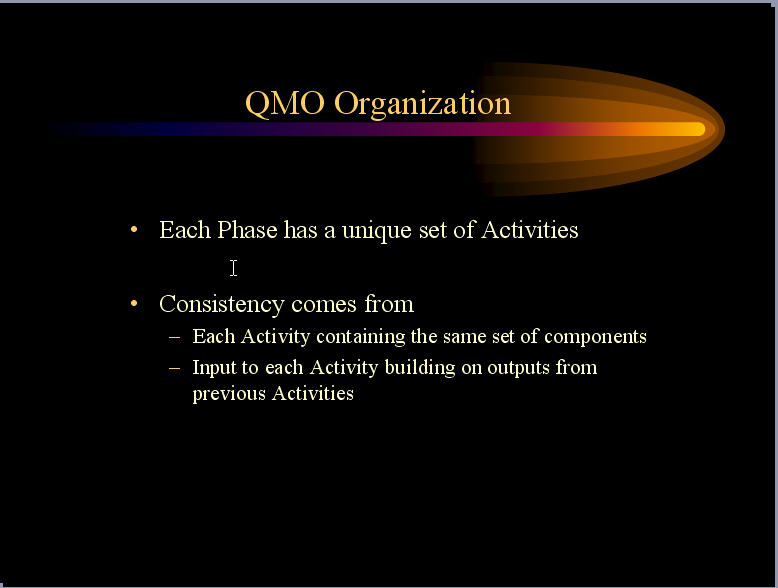 QMO Organization
• Each Phase has a unique set of Activities
• Consistency comes from
– Each Activity containing the same set of components
– Input to each Activity building on outputs from
previous Activities